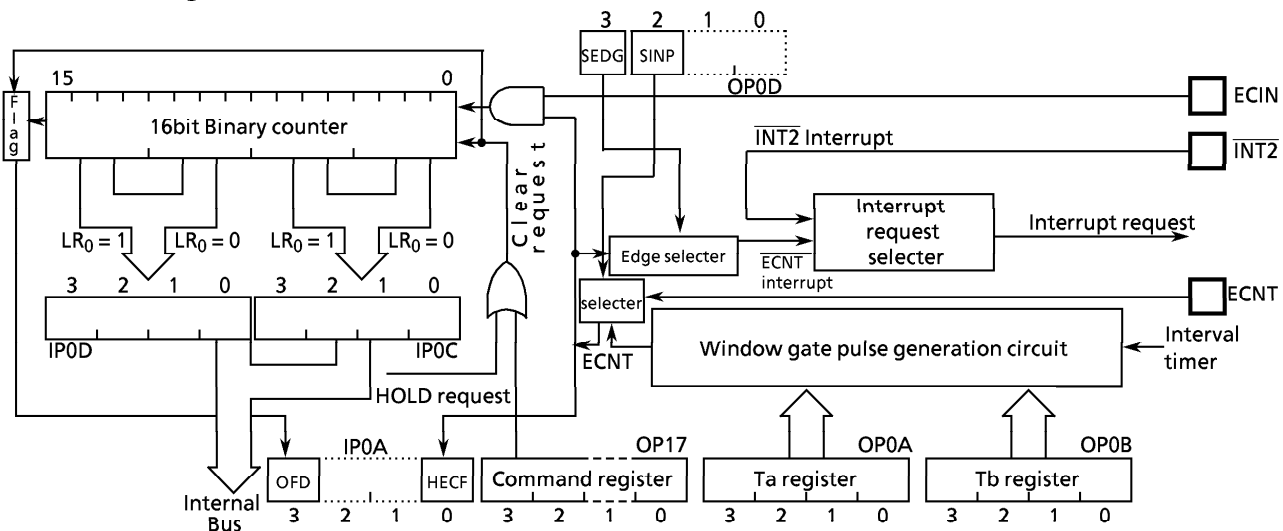 3 2 1 0
SEDG SINP
OP0D
ECIN
15 0
Flag
16bit Binary counter
INT2 Interrupt
INT2
Clear request
Interrupt
request
selecter
Interrupt request
LR0 = 1 LR0 = 0 LR0 = 1 LR0 = 0
Edge selecter
ECNT
interrupt
3 2 1 0 3 2 1 0
selecter
ECNT
IP0D IP0C
ECNT
Window gate pulse generation circuit
Interval
timer
HOLD request
IP0A OP17 OP0A OP0B
OFD HECF Command register Ta register Tb register
Internal
Bus
3 2 1 0 3 2 1 0 3 2 1 0 3 2 1 0